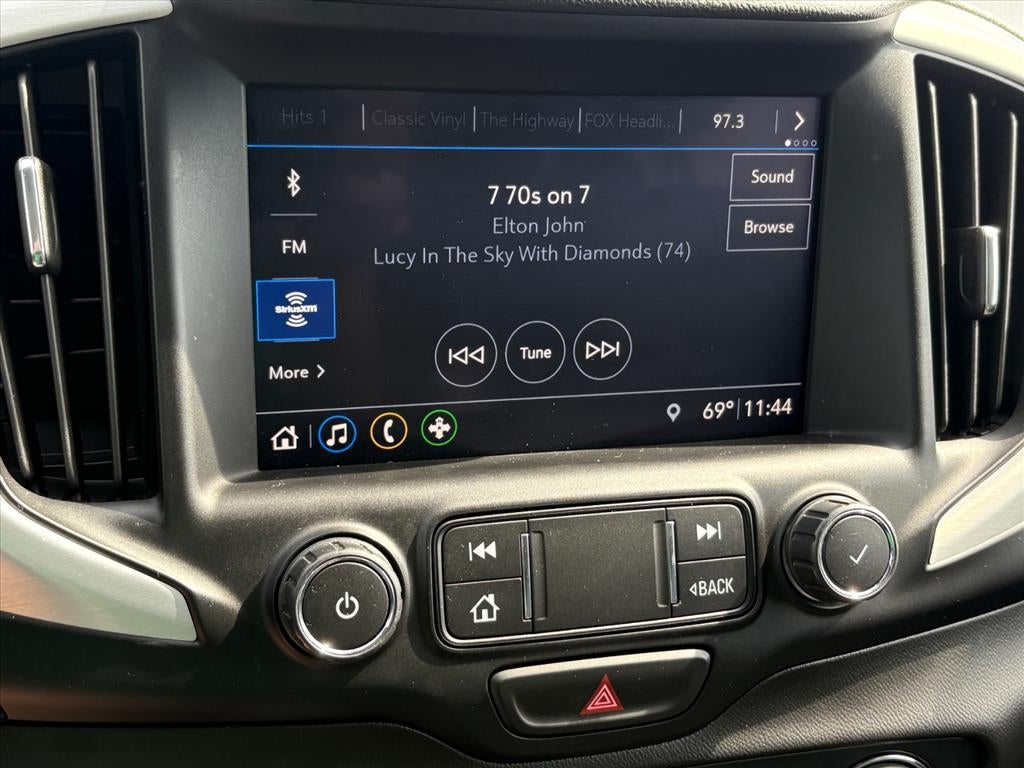 Hits 1 Classic Vinyl The Highway FOX Headli... 97.3
Sound
7 70s on 7
Elton John
Browse
FM
Lucy In The Sky With Diamonds (74)
SiriusXM
Tune
More
69° 11:44
BACK